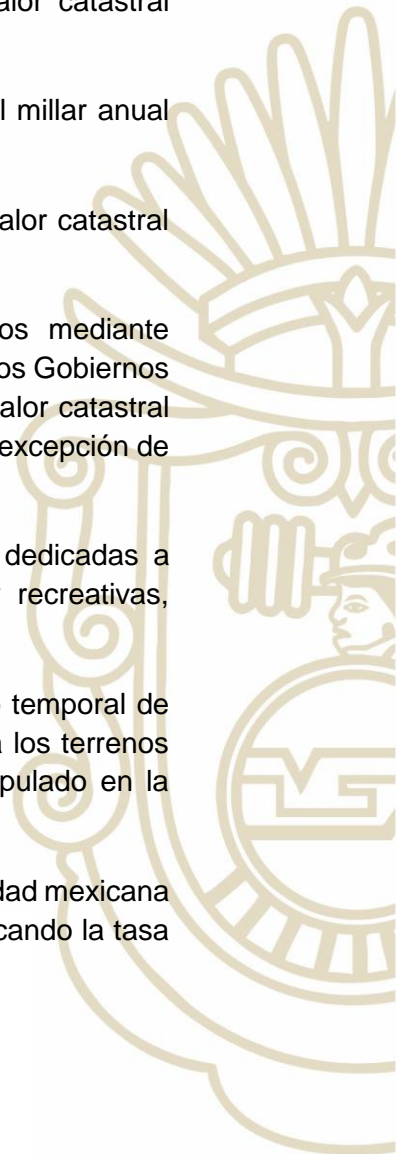 alor catastral
l millar anual
alor catastral
os mediante
os Gobiernos
alor catastral
excepción de
dedicadas a
recreativas,
temporal de
los terrenos
pulado en la
dad mexicana
cando la tasa